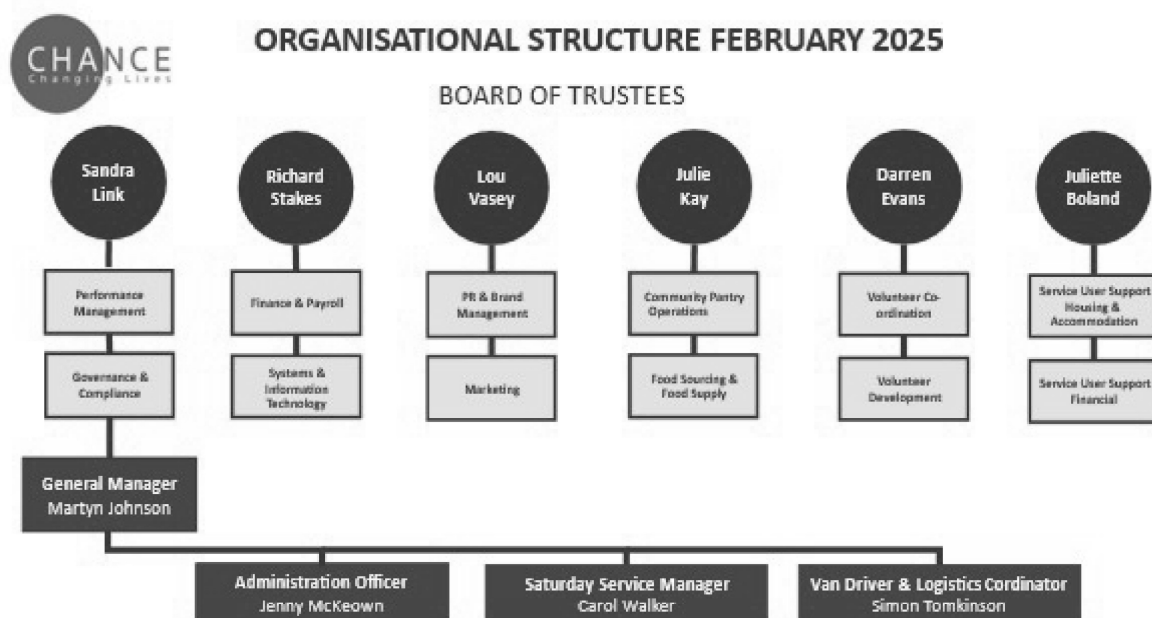 CHANCE
Changing Lives
ORGANISATIONAL STRUCTURE FEBRUARY 2025
BOARD OF TRUSTEES
Sandra
Link
Richard
Stakes
Lou
Vasey
Julie
Kay
Darren
Evans
Juliette
Boland
Performance
Management
Finance & Payroll
PR & Brand
Management
Community Pantry
Operations
Volunteer Co-
ordination
Service User Support
Housing &
Accommodation
Governance &
Compliance
Systems &
Information
Technology
Marketing
Food Sourcing &
Food Supply
Volunteer
Development
Service User Support
Financial
General Manager
Martyn Johnson
Administration Officer
Jenny McKeown
Saturday Service Manager
Carol Walker
Van Driver & Logistics Cordinator
Simon Tomkinson